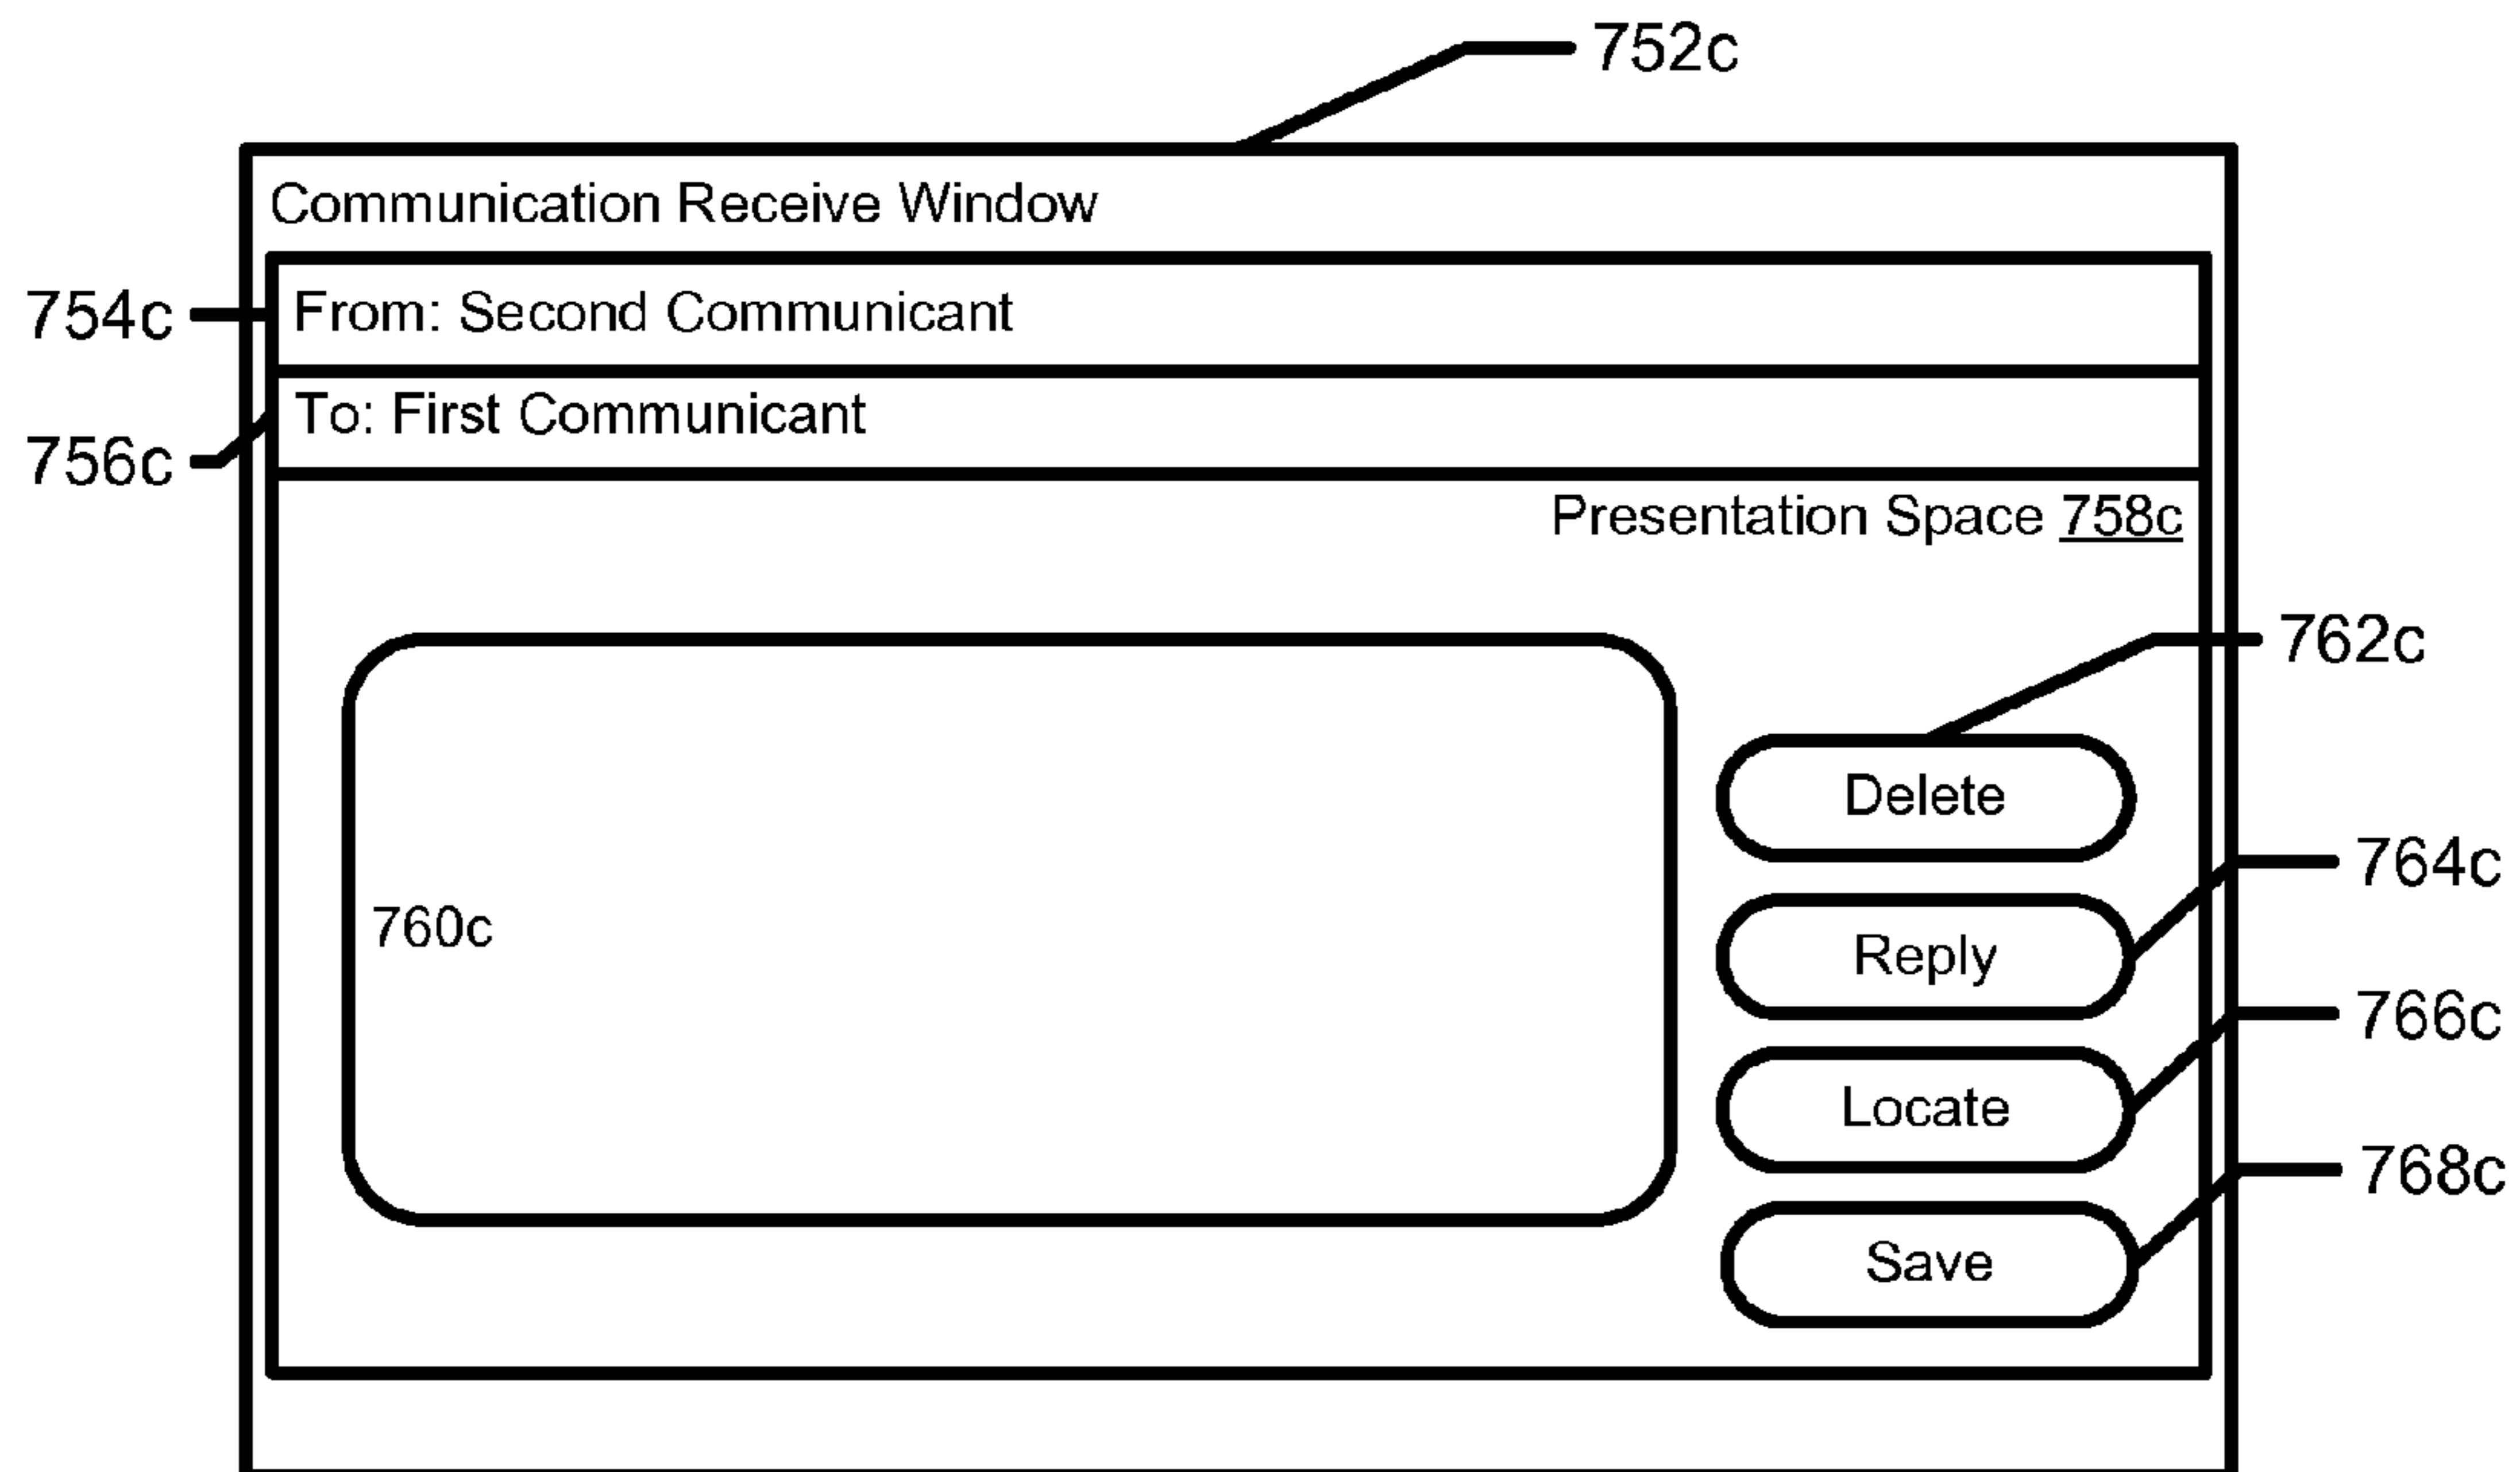 752c
Communication Receive Window
754c
From: Second Communicant
To: First Communicant
756c
Presentation Space 758c
762c
Delete
764c
760c
Reply
766c
Locate
768c
Save